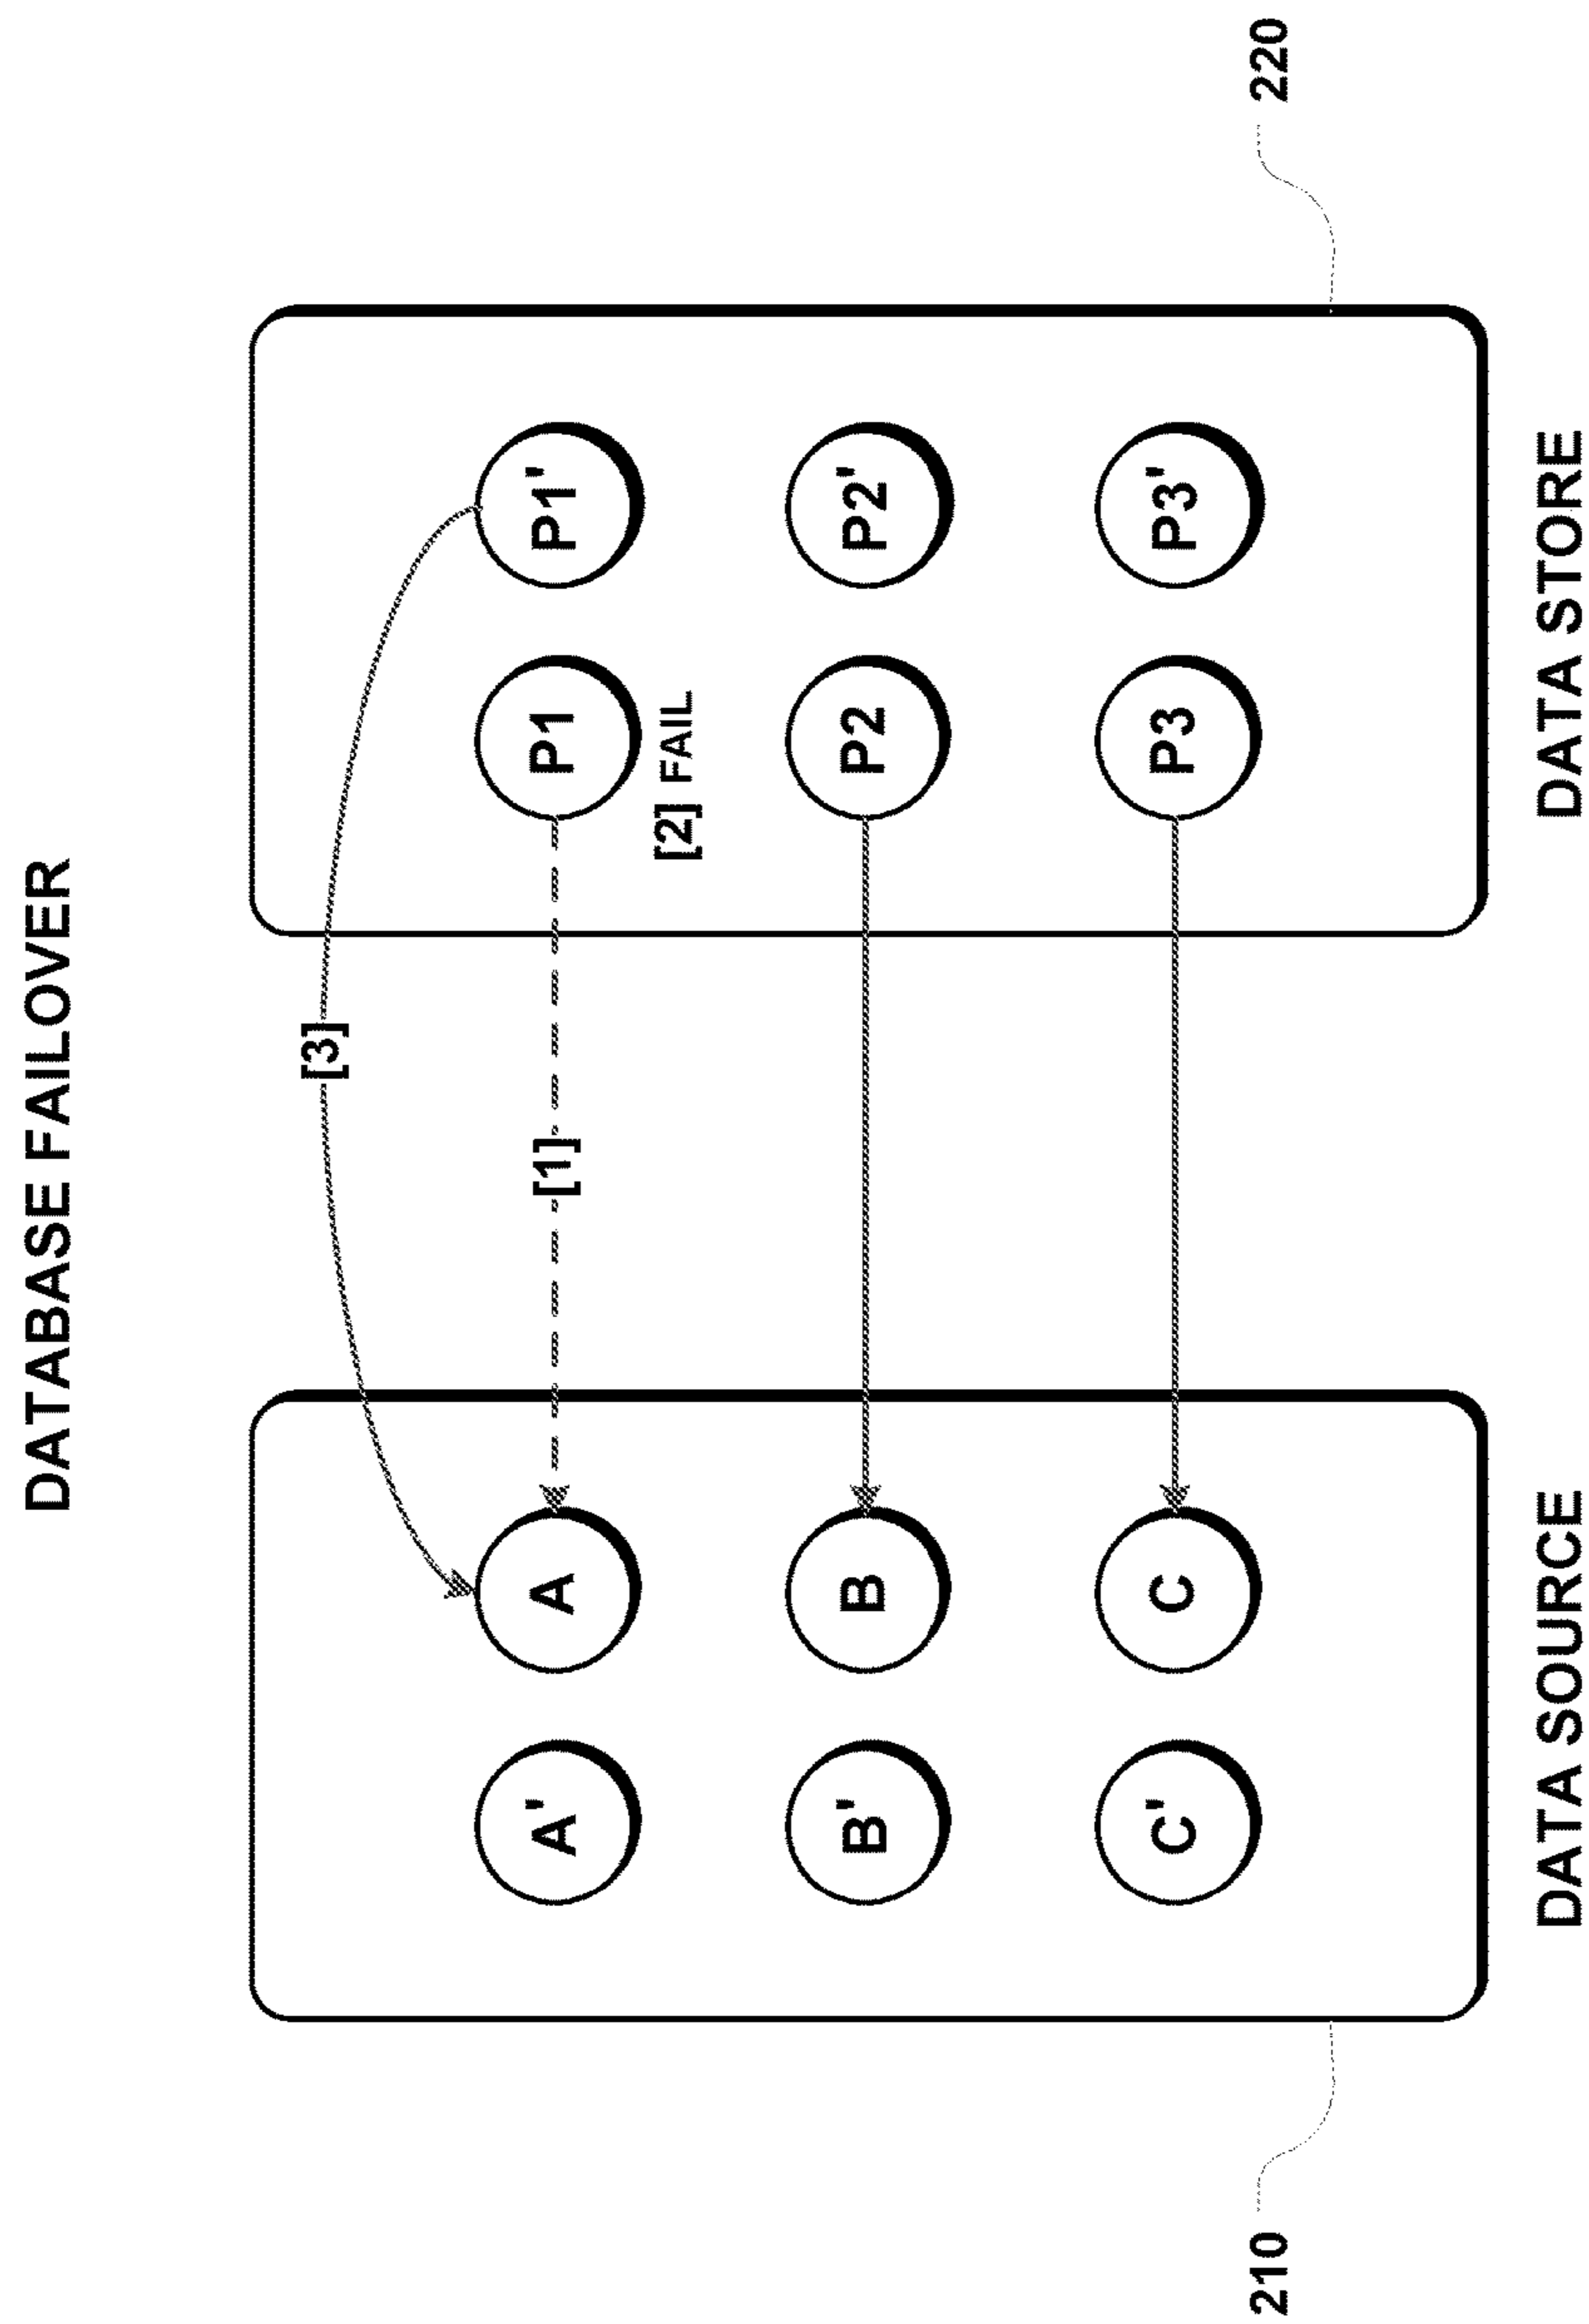 DATABASE FAILOVER
[3]
A'
A
[1]
P1
P1'
[2] FAIL
B'
B
P2
P2'
C'
C
P3
P3'
210
220
DATA SOURCE
DATA STORE